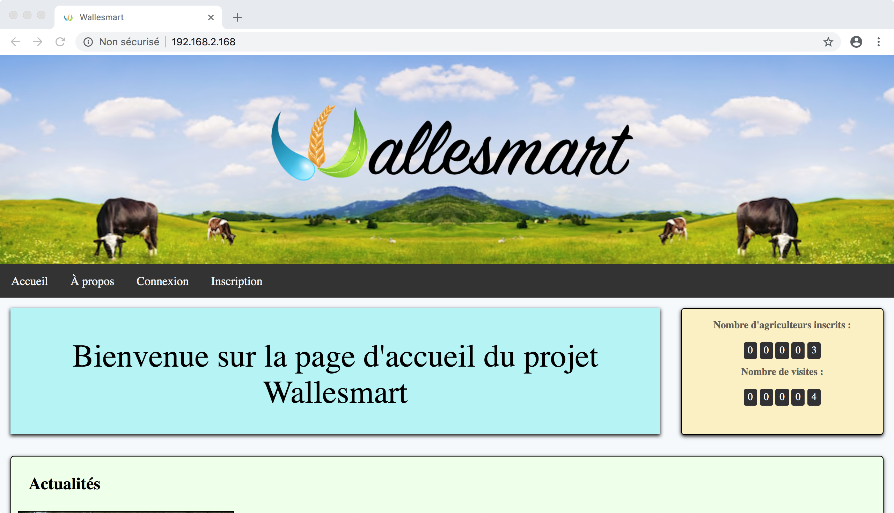 Wallesmart
Non sécurisé 192.168.2.168
Wallesmart
Accueil À propos Connexion Inscription
Bienvenue sur la page d'accueil du projet
Wallesmart
Nombre d'agriculteurs inscrits :
0 0 0 0 3
Nombre de visites :
0 0 0 0 4
Actualités